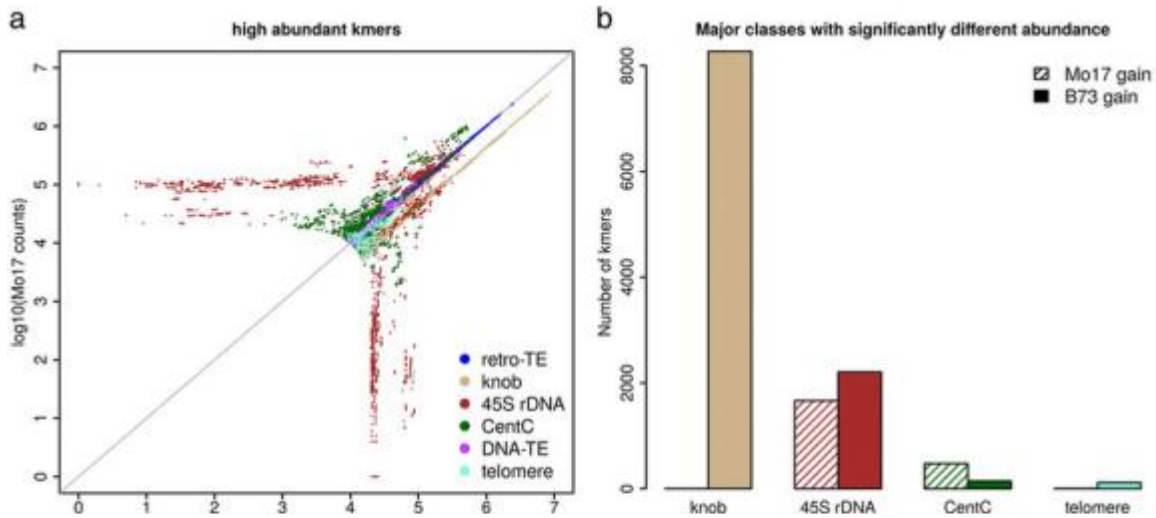 a
high abundant kmers
log10(Mo17 counts)
7
6
5
4
3
2
1
0
0 1 2 3 4 5 6 7
retro-TE
knob
45S rDNA
CentC
DNA-TE
telomere
b
Major classes with significantly different abundance
Mo17 gain
B73 gain
Number of kmers
8000
6000
4000
2000
0
knob 45S rDNA CentC telomere